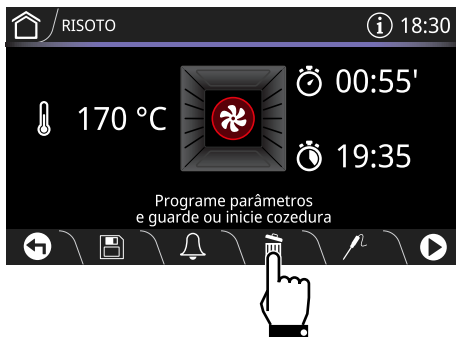 RISOTO
18:30
170 °C
00:55'
19:35
Programe parâmetros
e guarde ou inicie cozedura